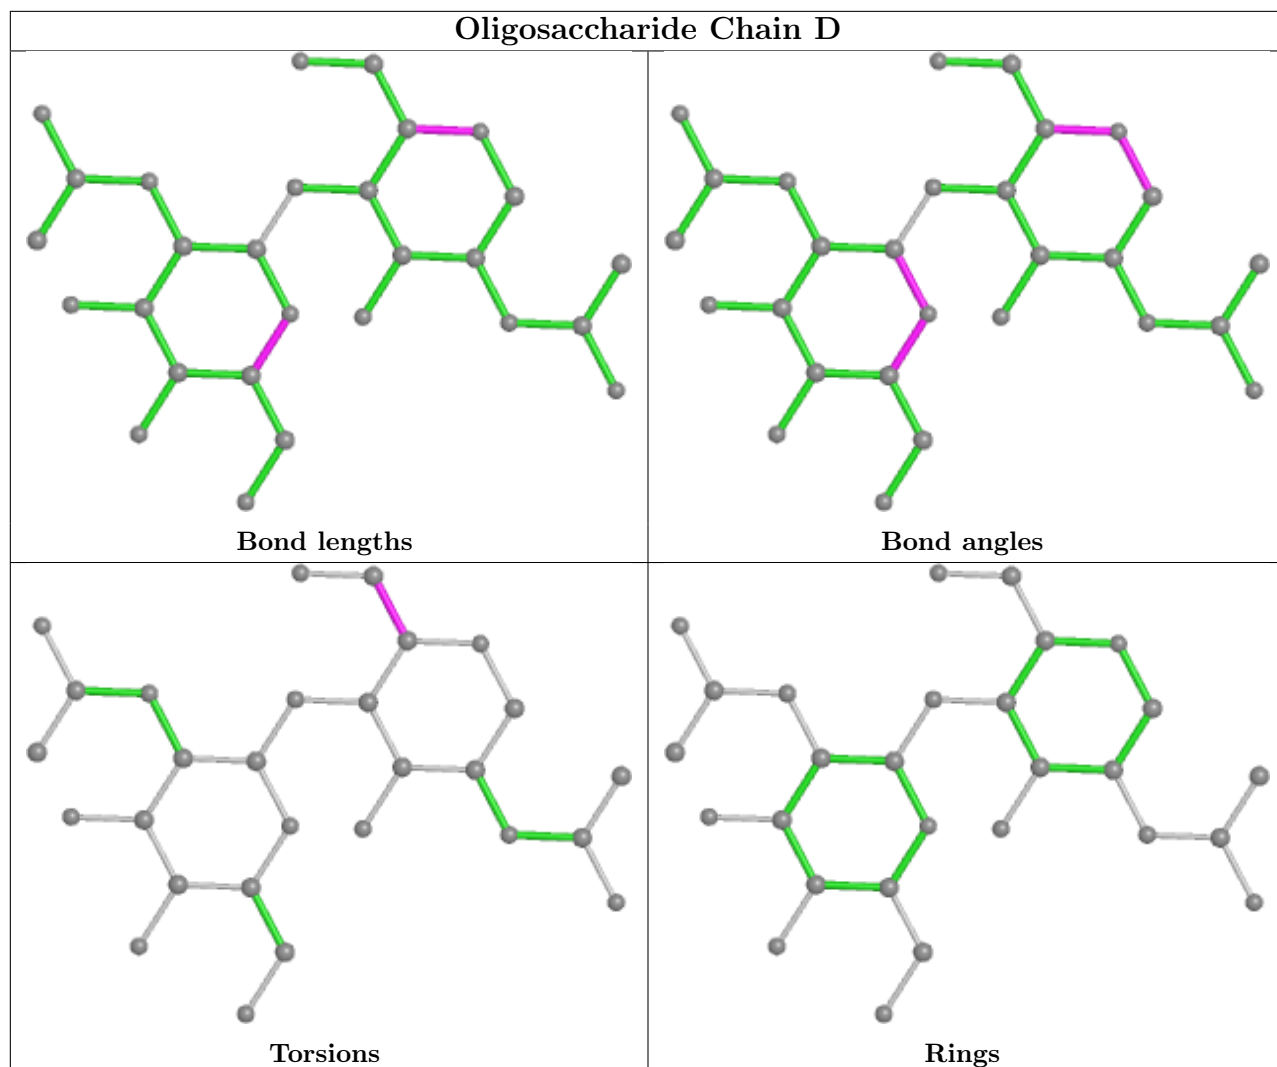 Oligosaccharide Chain D
Bond lengths
Bond angles
Torsions
Rings